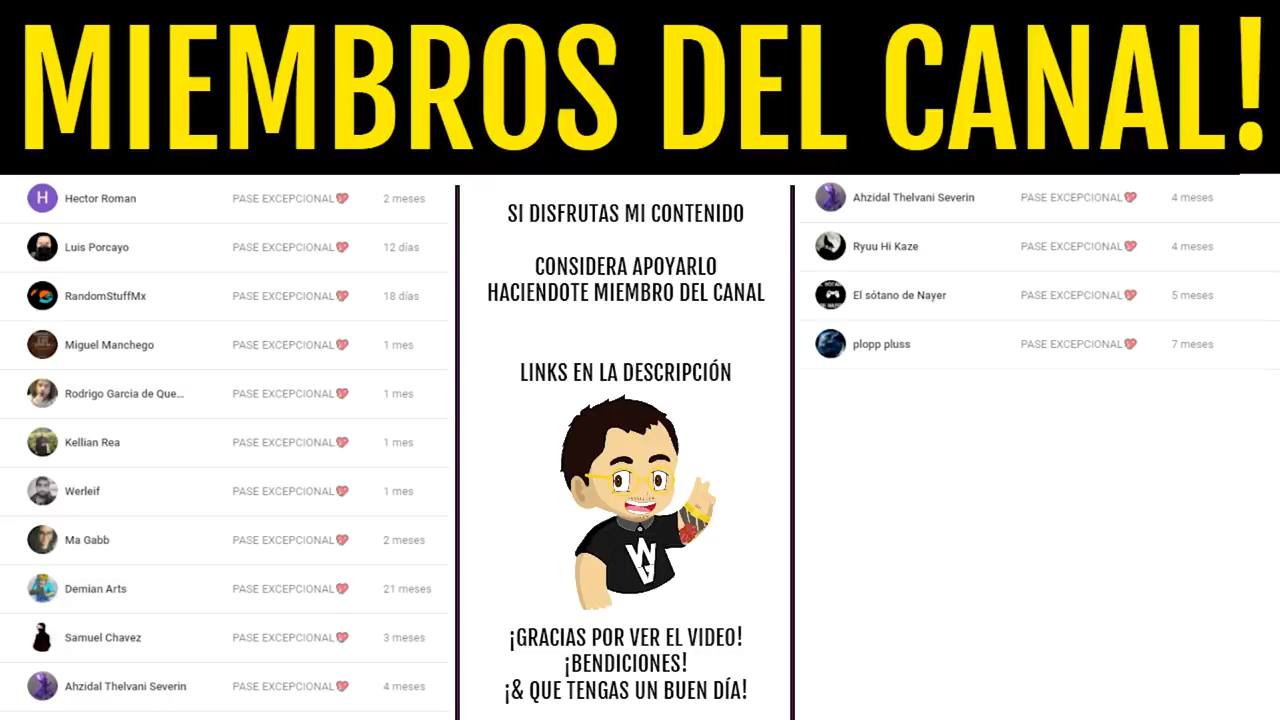 MIEMBROS DEL CANAL!
H Hector Roman PASE EXCEPCIONAL💖 2 meses
Luis Porcayo PASE EXCEPCIONAL💖 12 días
RandomStuffMx PASE EXCEPCIONAL💖 18 días
Miguel Manchego PASE EXCEPCIONAL💖 1 mes
Rodrigo Garcia de Que... PASE EXCEPCIONAL💖 1 mes
Kellian Rea PASE EXCEPCIONAL💖 1 mes
Werleif PASE EXCEPCIONAL💖 1 mes
Ma Gabb PASE EXCEPCIONAL💖 2 meses
Demian Arts PASE EXCEPCIONAL💖 21 meses
Samuel Chavez PASE EXCEPCIONAL💖 3 meses
Ahzidal Thelvani Severin PASE EXCEPCIONAL💖 4 meses
SI DISFRUTAS MI CONTENIDO
CONSIDERA APOYARLO
HACIENDOTE MIEMBRO DEL CANAL
LINKS EN LA DESCRIPCIÓN
¡GRACIAS POR VER EL VIDEO!
¡BENDICIONES!
¡& QUE TENGAS UN BUEN DÍA!
Ahzidal Thelvani Severin PASE EXCEPCIONAL💖 4 meses
Ryuu Hi Kaze PASE EXCEPCIONAL💖 4 meses
El sótano de Nayer PASE EXCEPCIONAL💖 5 meses
plopp pluss PASE EXCEPCIONAL💖 7 meses